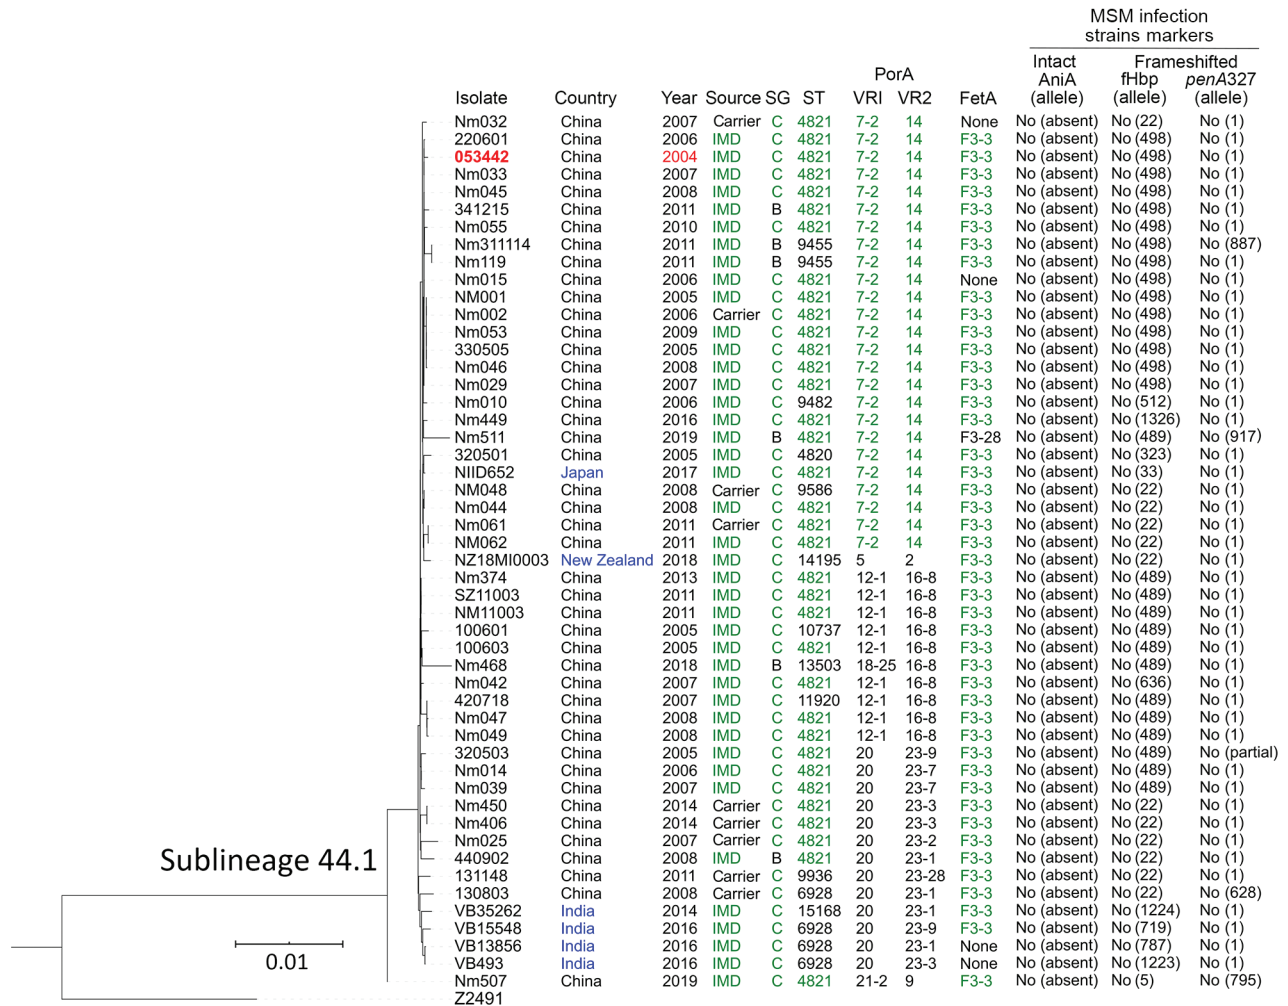 MSM infection
strains markers
Intact Frameshifted
PorA AniA fHbp penA327
Isolate Country Year Source SG ST VRI VR2 FetA (allele) (allele) (allele)
Nm032 China 2007 Carrier C 4821 7-2 14 None No (absent) No (22) No (1)
220601 China 2006 IMD C 4821 7-2 14 F3-3 No (absent) No (498) No (1)
053442 China 2004 IMD C 4821 7-2 14 F3-3 No (absent) No (498) No (1)
Nm033 China 2007 IMD C 4821 7-2 14 F3-3 No (absent) No (498) No (1)
Nm045 China 2008 IMD C 4821 7-2 14 F3-3 No (absent) No (498) No (1)
341215 China 2011 IMD B 4821 7-2 14 F3-3 No (absent) No (498) No (1)
Nm055 China 2010 IMD C 4821 7-2 14 F3-3 No (absent) No (498) No (1)
Nm311114 China 2011 IMD B 9455 7-2 14 F3-3 No (absent) No (498) No (887)
Nm119 China 2011 IMD B 9455 7-2 14 F3-3 No (absent) No (498) No (1)
Nm015 China 2006 IMD C 4821 7-2 14 None No (absent) No (498) No (1)
NM001 China 2005 IMD C 4821 7-2 14 F3-3 No (absent) No (498) No (1)
Nm002 China 2006 Carrier C 4821 7-2 14 F3-3 No (absent) No (498) No (1)
Nm053 China 2009 IMD C 4821 7-2 14 F3-3 No (absent) No (498) No (1)
330505 China 2005 IMD C 4821 7-2 14 F3-3 No (absent) No (498) No (1)
Nm046 China 2008 IMD C 4821 7-2 14 F3-3 No (absent) No (498) No (1)
Nm029 China 2007 IMD C 4821 7-2 14 F3-3 No (absent) No (498) No (1)
Nm010 China 2006 IMD C 9482 7-2 14 F3-3 No (absent) No (512) No (1)
Nm449 China 2016 IMD C 4821 7-2 14 F3-3 No (absent) No (1326) No (1)
Nm511 China 2019 IMD B 4821 7-2 14 F3-28 No (absent) No (489) No (917)
320501 China 2005 IMD C 4820 7-2 14 F3-3 No (absent) No (323) No (1)
NIID652 Japan 2017 IMD C 4821 7-2 14 F3-3 No (absent) No (33) No (1)
NM048 China 2008 Carrier C 9586 7-2 14 F3-3 No (absent) No (22) No (1)
Nm044 China 2008 IMD C 4821 7-2 14 F3-3 No (absent) No (22) No (1)
Nm061 China 2011 Carrier C 4821 7-2 14 F3-3 No (absent) No (22) No (1)
NM062 China 2011 IMD C 4821 7-2 14 F3-3 No (absent) No (22) No (1)
NZ18MI0003 New Zealand 2018 IMD C 14195 5 2 F3-3 No (absent) No (22) No (1)
Nm374 China 2013 IMD C 4821 12-1 16-8 F3-3 No (absent) No (489) No (1)
SZ11003 China 2011 IMD C 4821 12-1 16-8 F3-3 No (absent) No (489) No (1)
NM11003 China 2011 IMD C 4821 12-1 16-8 F3-3 No (absent) No (489) No (1)
100601 China 2005 IMD C 10737 12-1 16-8 F3-3 No (absent) No (489) No (1)
100603 China 2005 IMD C 4821 12-1 16-8 F3-3 No (absent) No (489) No (1)
Nm468 China 2018 IMD B 13503 18-25 16-8 F3-3 No (absent) No (489) No (1)
Nm042 China 2007 IMD C 4821 12-1 16-8 F3-3 No (absent) No (636) No (1)
420718 China 2007 IMD C 11920 12-1 16-8 F3-3 No (absent) No (489) No (1)
Nm047 China 2008 IMD C 4821 12-1 16-8 F3-3 No (absent) No (489) No (1)
Nm049 China 2008 IMD C 4821 12-1 16-8 F3-3 No (absent) No (489) No (1)
320503 China 2005 IMD C 4821 20 23-9 F3-3 No (absent) No (489) No (partial)
Nm014 China 2006 IMD C 4821 20 23-7 F3-3 No (absent) No (489) No (1)
Nm039 China 2007 IMD C 4821 20 23-7 F3-3 No (absent) No (489) No (1)
Nm450 China 2014 Carrier C 4821 20 23-3 F3-3 No (absent) No (22) No (1)
Nm406 China 2014 Carrier C 4821 20 23-3 F3-3 No (absent) No (22) No (1)
Nm025 China 2007 Carrier C 4821 20 23-2 F3-3 No (absent) No (22) No (1)
440902 China 2008 IMD B 4821 20 23-1 F3-3 No (absent) No (22) No (1)
Sublineage 44.1
131148 China 2011 Carrier C 9936 20 23-28 F3-3 No (absent) No (22) No (1)
130803 China 2008 Carrier C 6928 20 23-1 F3-3 No (absent) No (22) No (628)
VB35262 India 2014 IMD C 15168 20 23-1 F3-3 No (absent) No (1224) No (1)
VB15548 India 2016 IMD C 6928 20 23-9 F3-3 No (absent) No (719) No (1)
VB13856 India 2016 IMD C 6928 20 23-1 None No (absent) No (787) No (1)
VB493 India 2016 IMD C 6928 20 23-3 None No (absent) No (1223) No (1)
0.01
Nm507 China 2019 IMD C 4821 21-2 9 F3-3 No (absent) No (5) No (795)
Z2491